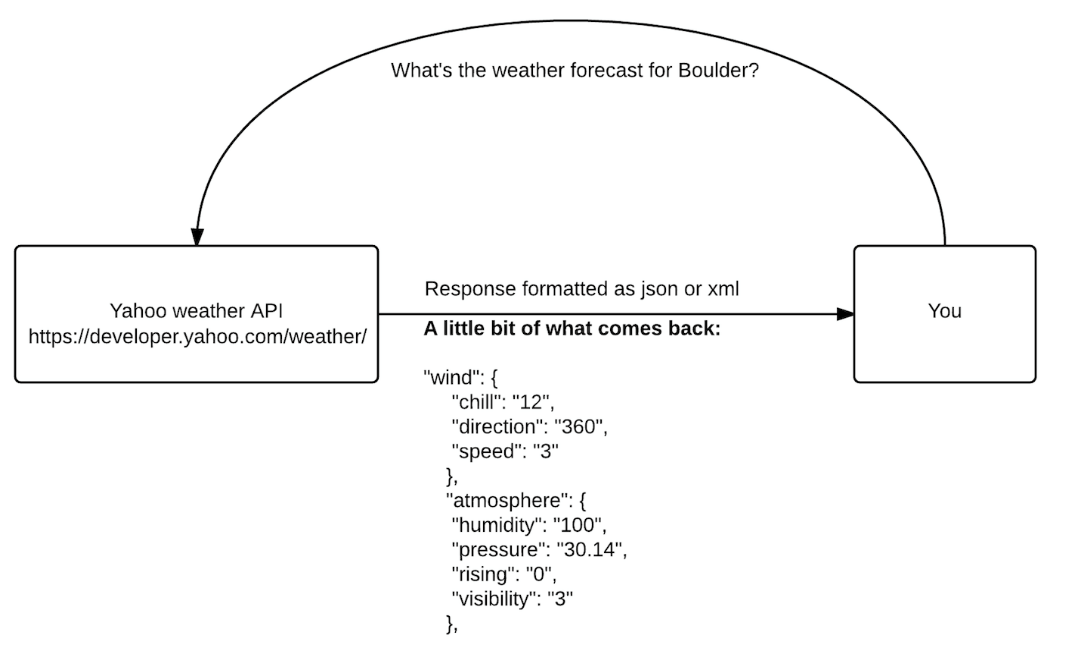 What's the weather forecast for Boulder?
Yahoo weather API
https://developer.yahoo.com/weather/
Response formatted as json or xml
You
A little bit of what comes back:
"wind": {
"chill": "12",
"direction": "360",
"speed": "3"
},
"atmosphere": {
"humidity": "100",
"pressure": "30.14",
"rising": "0",
"visibility": "3"
},